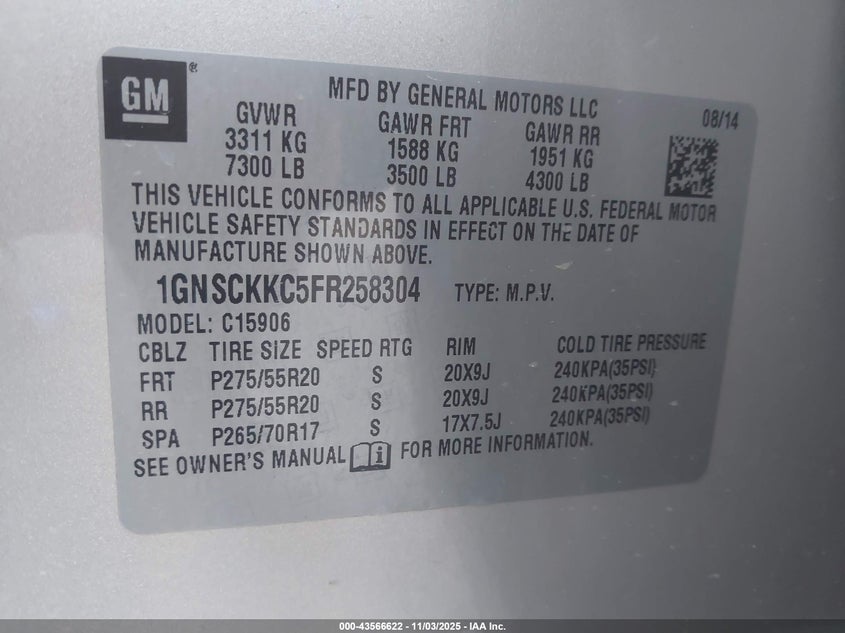 GM®
MFD BY GENERAL MOTORS LLC
08/14
GVWR GAWR FRT GAWR RR
3311 KG 1588 KG 1951 KG
7300 LB 3500 LB 4300 LB
THIS VEHICLE CONFORMS TO ALL APPLICABLE U.S. FEDERAL MOTOR
VEHICLE SAFETY STANDARDS IN EFFECT ON THE DATE OF
MANUFACTURE SHOWN ABOVE.
1GNSCKKC5FR258304 TYPE: M.P.V.
MODEL: C15906
CBLZ TIRE SIZE SPEED RTG RIM COLD TIRE PRESSURE
FRT P275/55R20 S 20X9J 240KPA(35PSI)
RR P275/55R20 S 20X9J 240KPA(35PSI)
SPA P265/70R17 S 17X7.5J 240KPA(35PSI)
SEE OWNER'S MANUAL i FOR MORE INFORMATION.
000-43566622 - 11/03/2025 - IAA Inc.